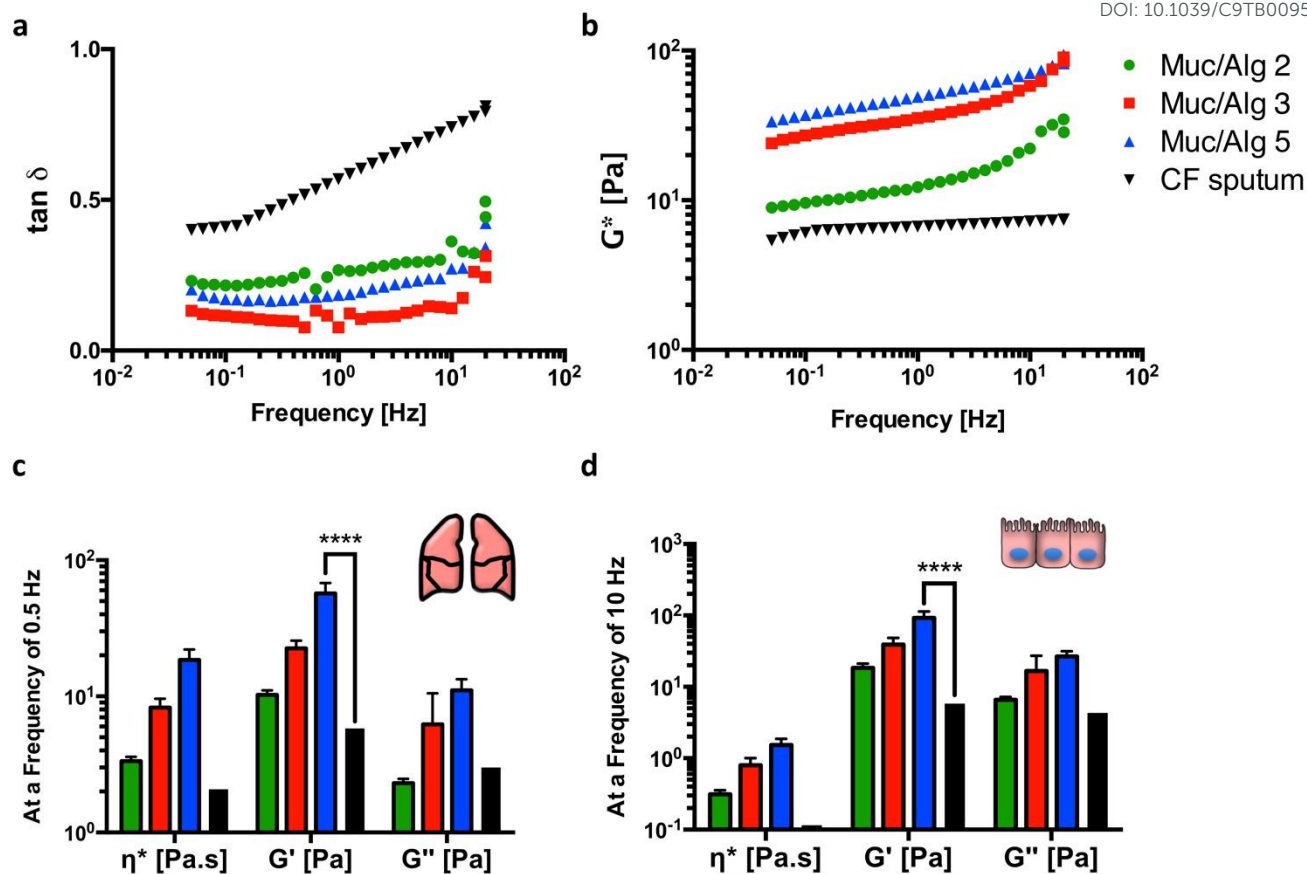 DOI: 10.1039/C9TB0095
a
1.0
0.5
0.0
tan δ
10-2
10-1
100
101
102
Frequency [Hz]
b
102
101
100
G* [Pa]
10-2
10-1
100
101
102
Frequency [Hz]
Muc/Alg 2
Muc/Alg 3
Muc/Alg 5
CF sputum
c
At a Frequency of 0.5 Hz
102
101
100
****
η* [Pa.s]
G' [Pa]
G" [Pa]
d
At a Frequency of 10 Hz
103
102
101
100
10-1
****
η* [Pa.s]
G' [Pa]
G" [Pa]